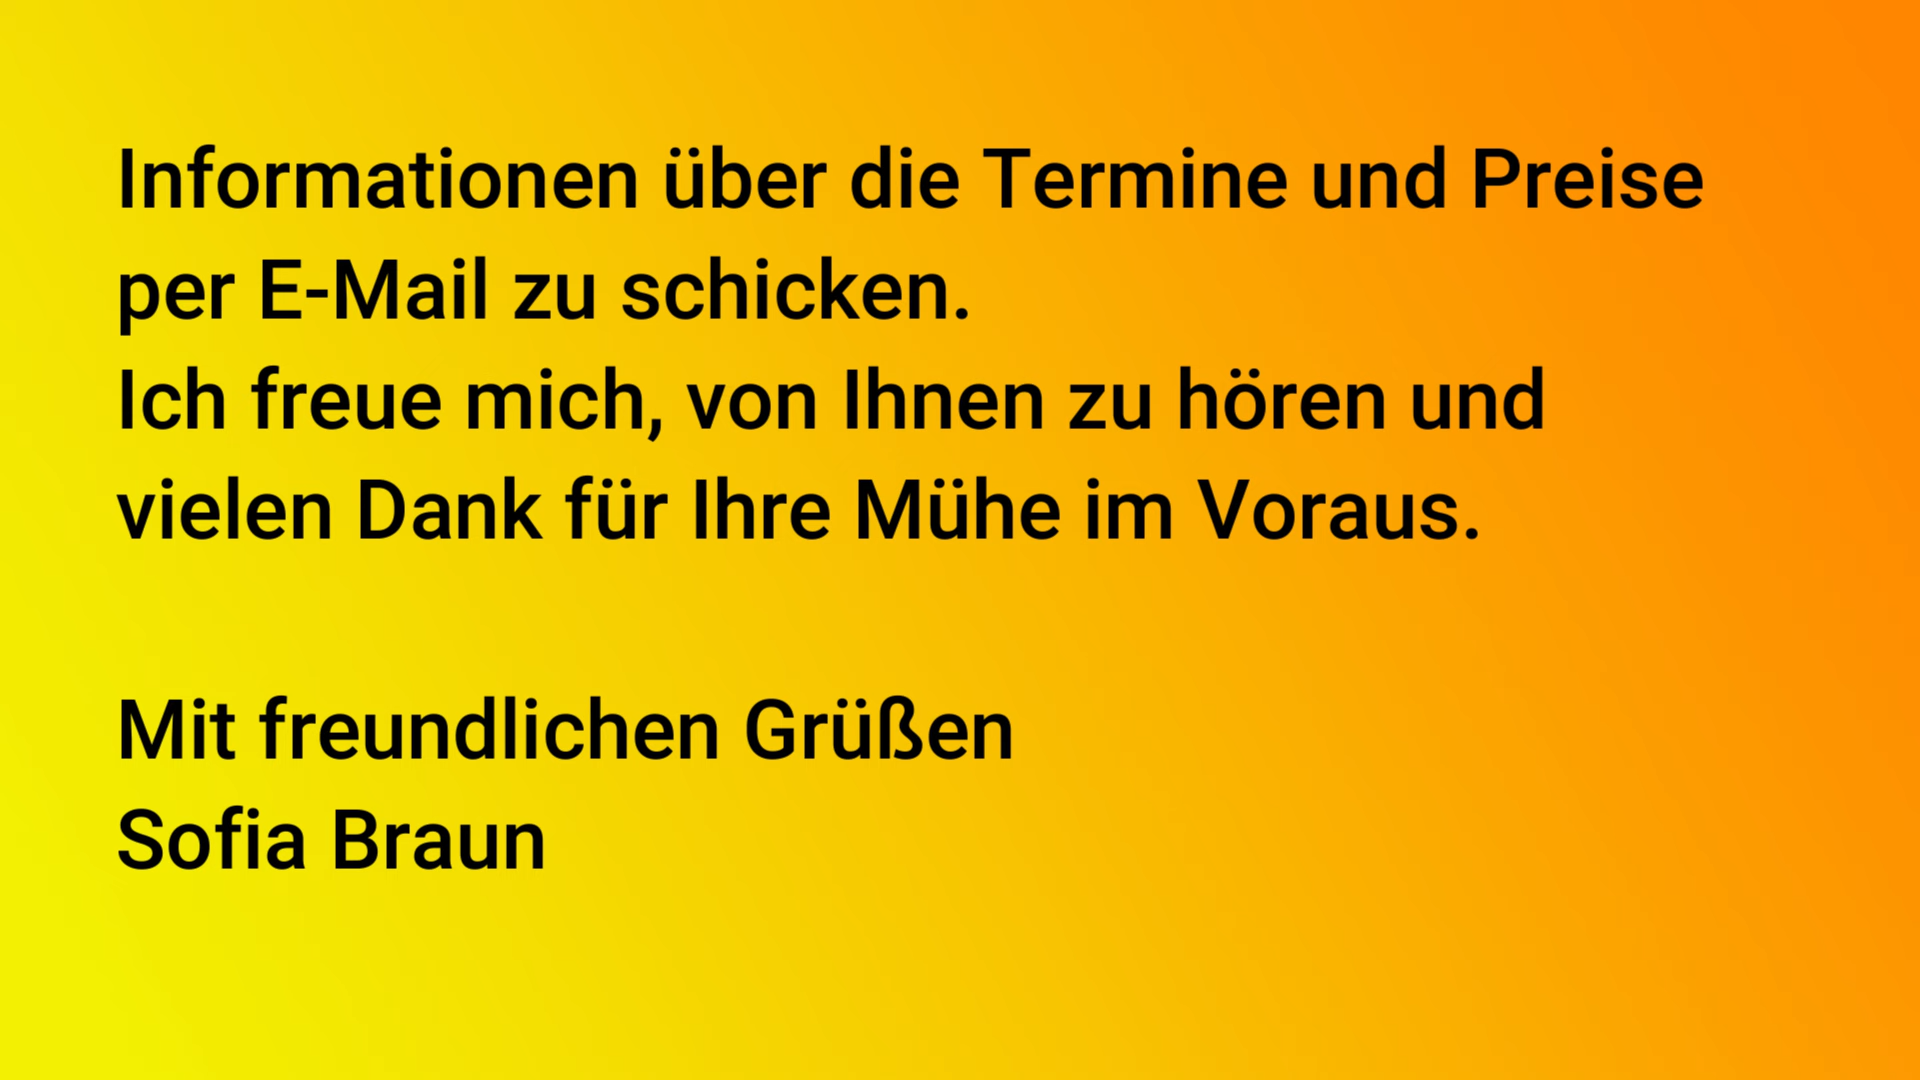 Informationen über die Termine und Preise
per E-Mail zu schicken.
Ich freue mich, von Ihnen zu hören und
vielen Dank für Ihre Mühe im Voraus.
Mit freundlichen Grüßen
Sofia Braun